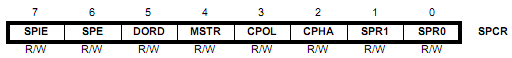 7 6 5 4 3 2 1 0
SPIE SPE DORD MSTR CPOL CPHA SPR1 SPR0 SPCR
R/W R/W R/W R/W R/W R/W R/W R/W